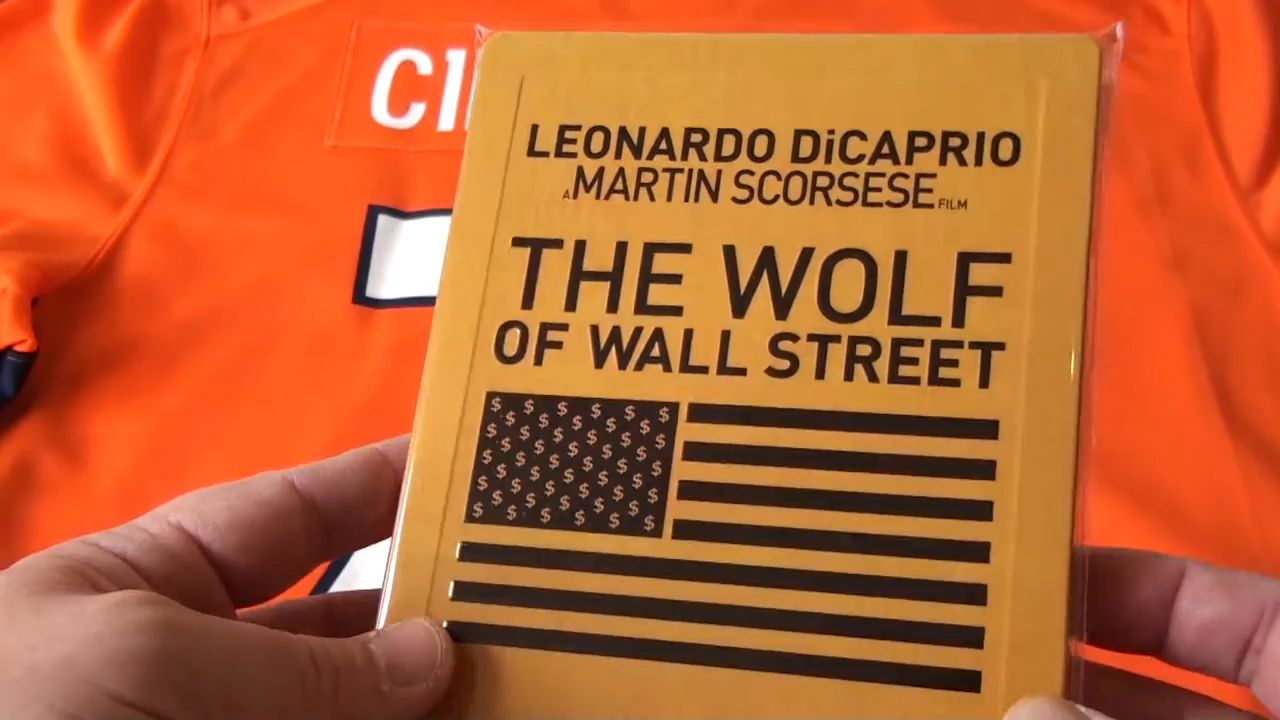 LEONARDO DiCAPRIO
A MARTIN SCORSESE FILM
THE WOLF
OF WALL STREET